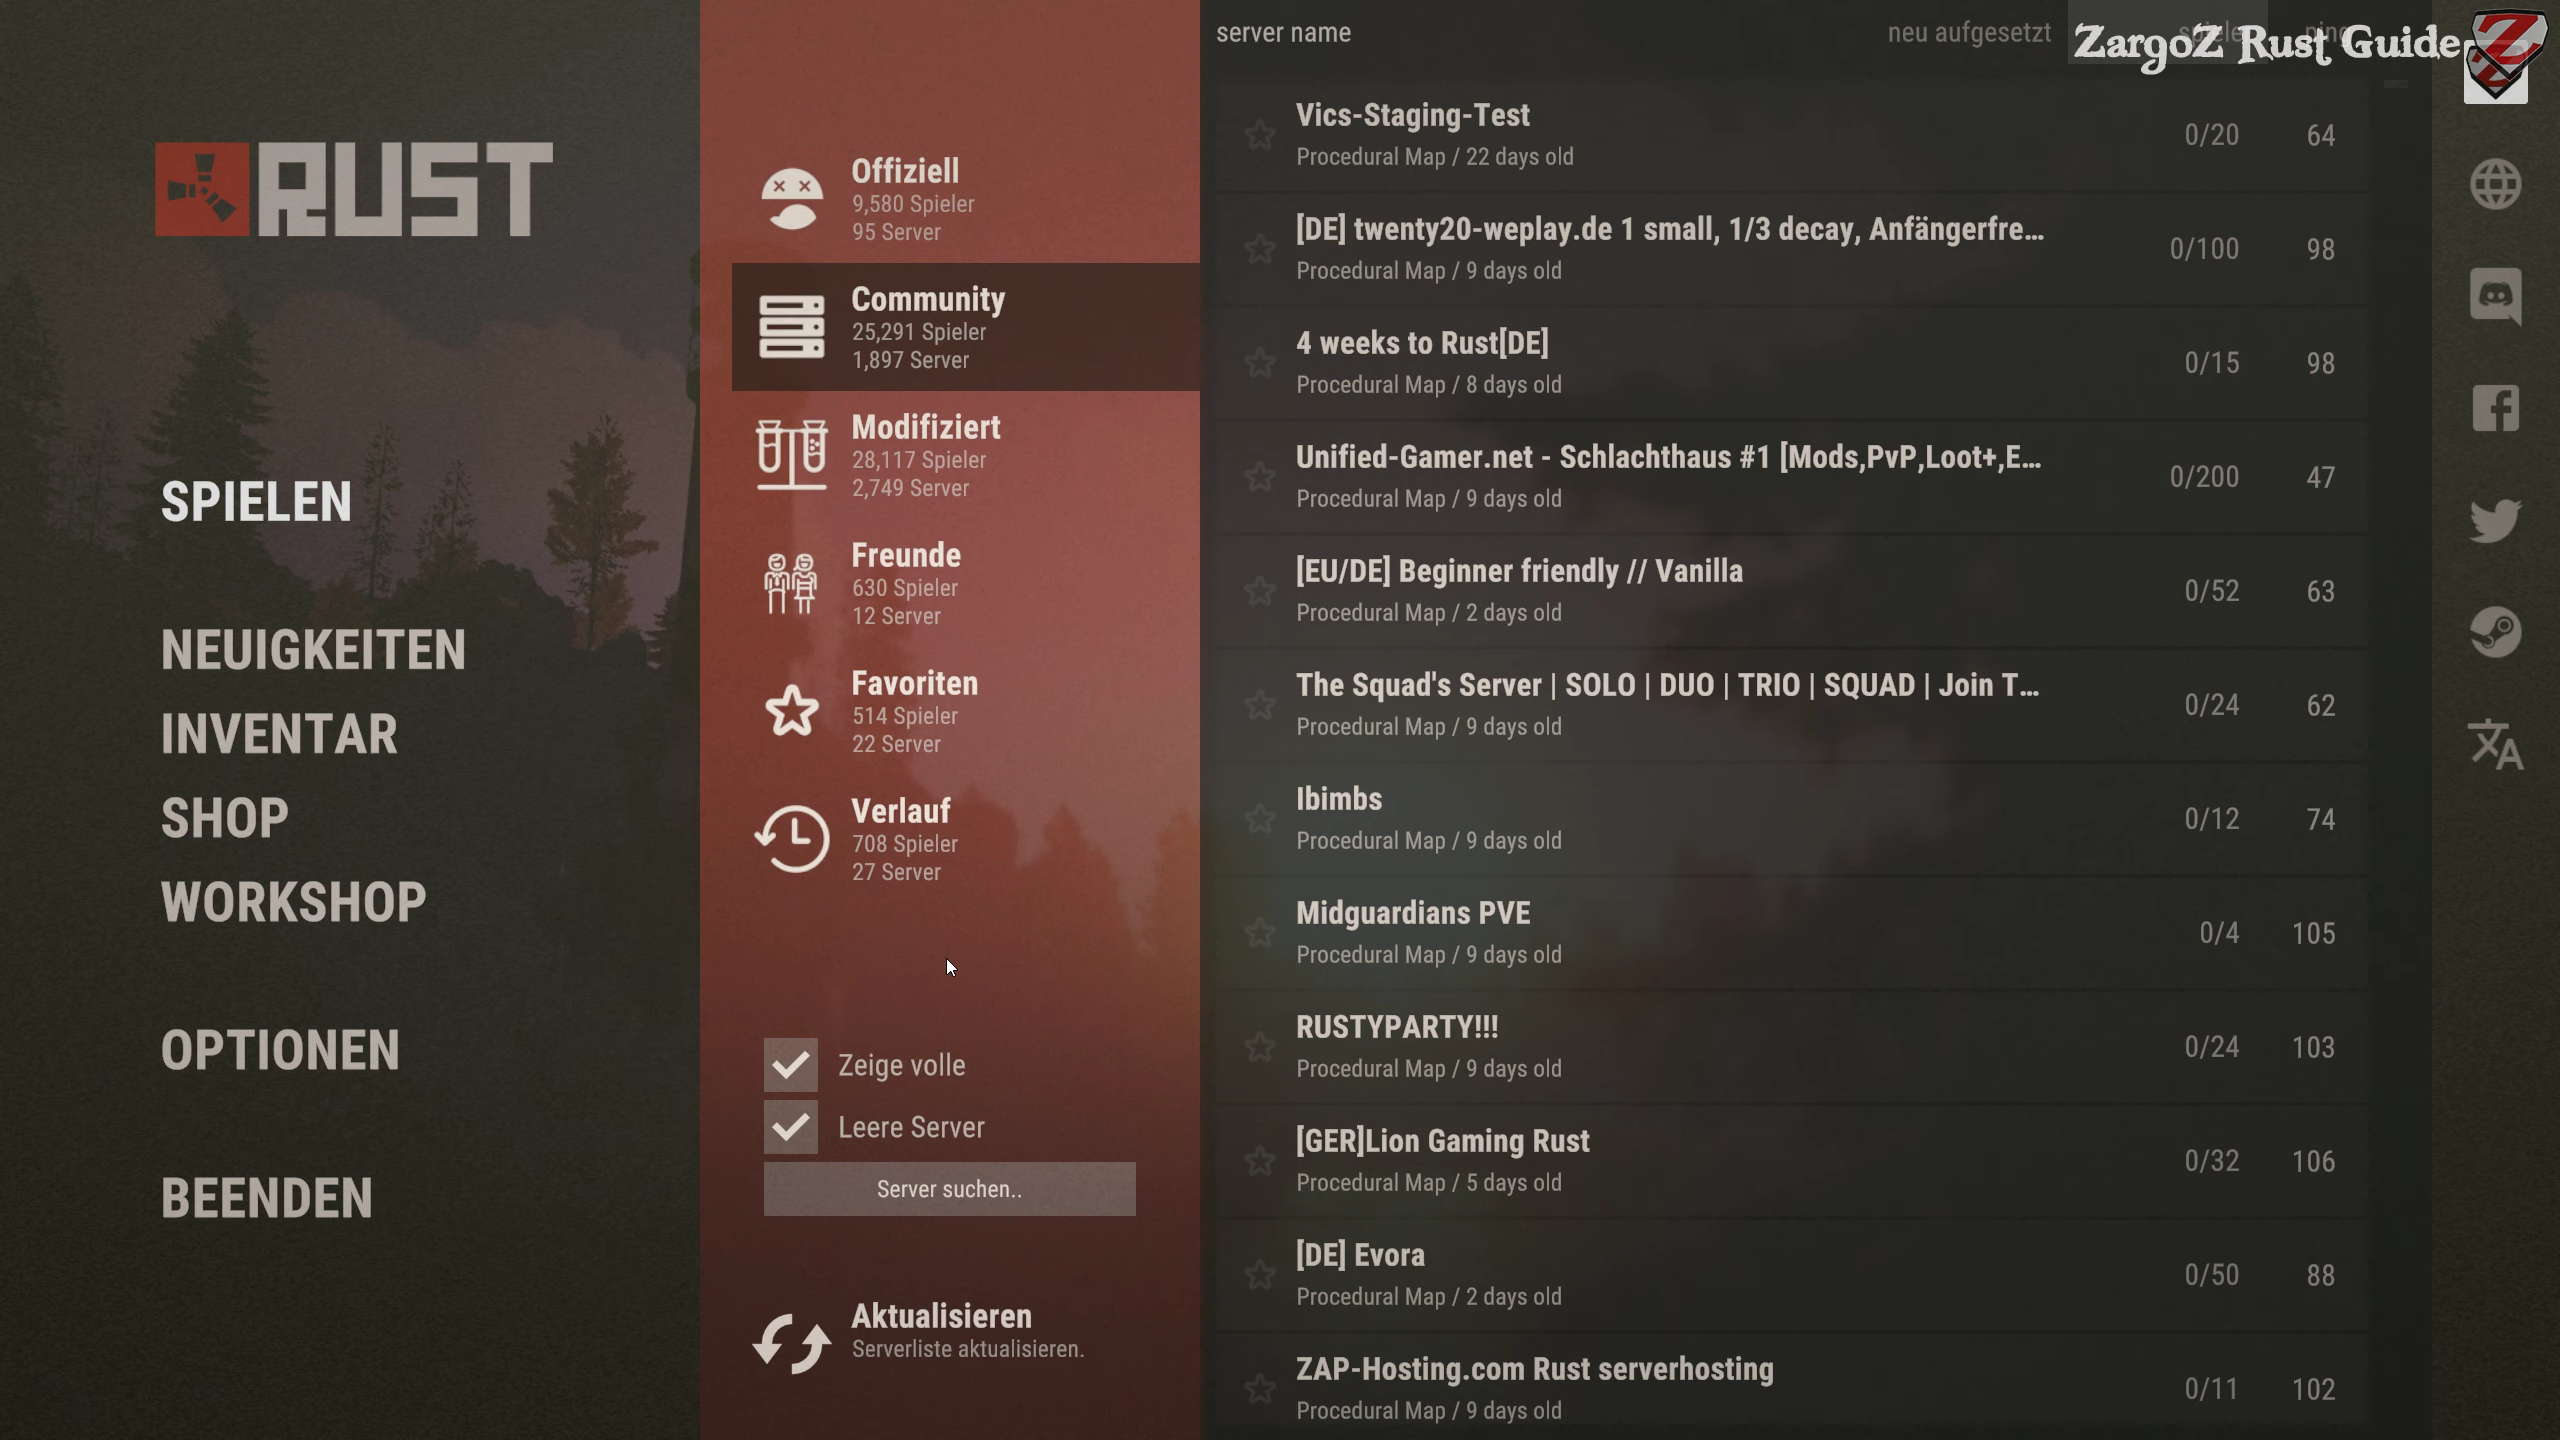 RUST
SPIELEN
NEUIGKEITEN
INVENTAR
SHOP
WORKSHOP
OPTIONEN
BEENDEN
Offiziell
9,580 Spieler
95 Server
Community
25,291 Spieler
1,897 Server
Modifiziert
28,117 Spieler
2,749 Server
Freunde
630 Spieler
12 Server
Favoriten
514 Spieler
22 Server
Verlauf
708 Spieler
27 Server
Zeige volle
Leere Server
Server suchen..
Aktualisieren
Serverliste aktualisieren.
server name neu aufgesetzt
ZargoZ Rust Guide
Vics-Staging-Test
Procedural Map / 22 days old
0/20 64
[DE] twenty20-weplay.de 1 small, 1/3 decay, Anfängerfre...
Procedural Map / 9 days old
0/100 98
4 weeks to Rust[DE]
Procedural Map / 8 days old
0/15 98
Unified-Gamer.net - Schlachthaus #1 [Mods,PvP,Loot+,E...
Procedural Map / 9 days old
0/200 47
[EU/DE] Beginner friendly // Vanilla
Procedural Map / 2 days old
0/52 63
The Squad's Server | SOLO | DUO | TRIO | SQUAD | Join T...
Procedural Map / 9 days old
0/24 62
Ibimbs
Procedural Map / 9 days old
0/12 74
Midguardians PVE
Procedural Map / 9 days old
0/4 105
RUSTYPARTY!!!
Procedural Map / 9 days old
0/24 103
[GER]Lion Gaming Rust
Procedural Map / 5 days old
0/32 106
[DE] Evora
Procedural Map / 2 days old
0/50 88
ZAP-Hosting.com Rust serverhosting
Procedural Map / 9 days old
0/11 102